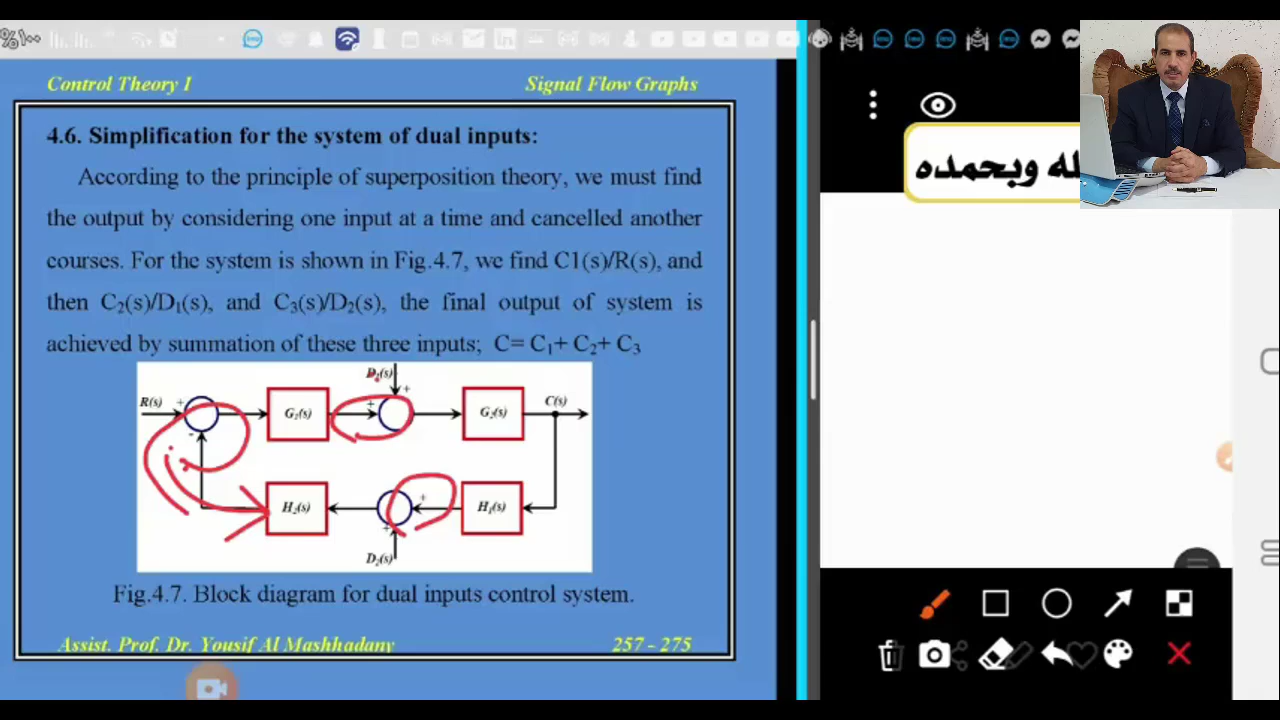 %١٠٠
Control Theory I
Signal Flow Graphs
4.6. Simplification for the system of dual inputs:
According to the principle of superposition theory, we must find
the output by considering one input at a time and cancelled another
courses. For the system is shown in Fig.4.7, we find C1(s)/R(s), and
then C₂(s)/D₁(s), and C₃(s)/D₂(s), the final output of system is
achieved by summation of these three inputs; C= C₁+ C₂+ C₃
D₁(s)
R(s) + G₁(s) + + G₂(s) C(s)
-
H₂(s) + H₁(s)
+
D₂(s)
Fig.4.7. Block diagram for dual inputs control system.
Assist. Prof. Dr. Yousif Al Mashhadany
257 - 275
وبحمده